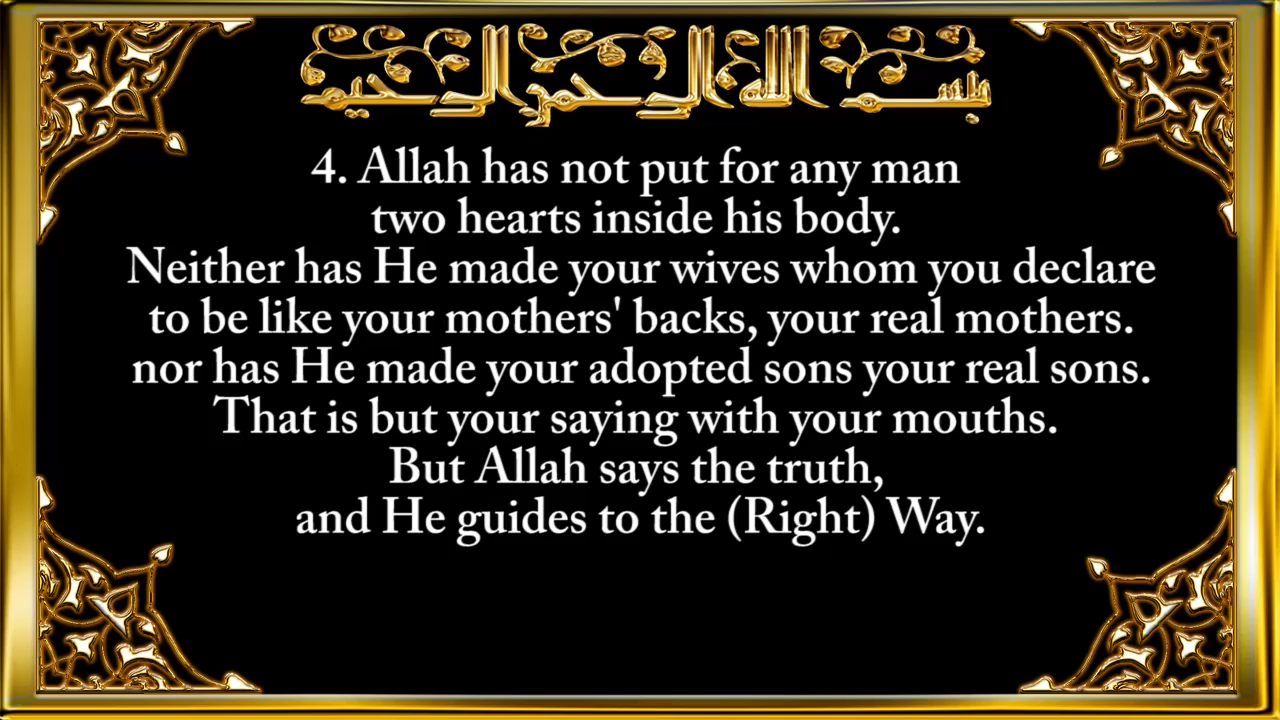 بسم الله الرحمن الرحيم
4. Allah has not put for any man
two hearts inside his body.
Neither has He made your wives whom you declare
to be like your mothers' backs, your real mothers.
nor has He made your adopted sons your real sons.
That is but your saying with your mouths.
But Allah says the truth,
and He guides to the (Right) Way.